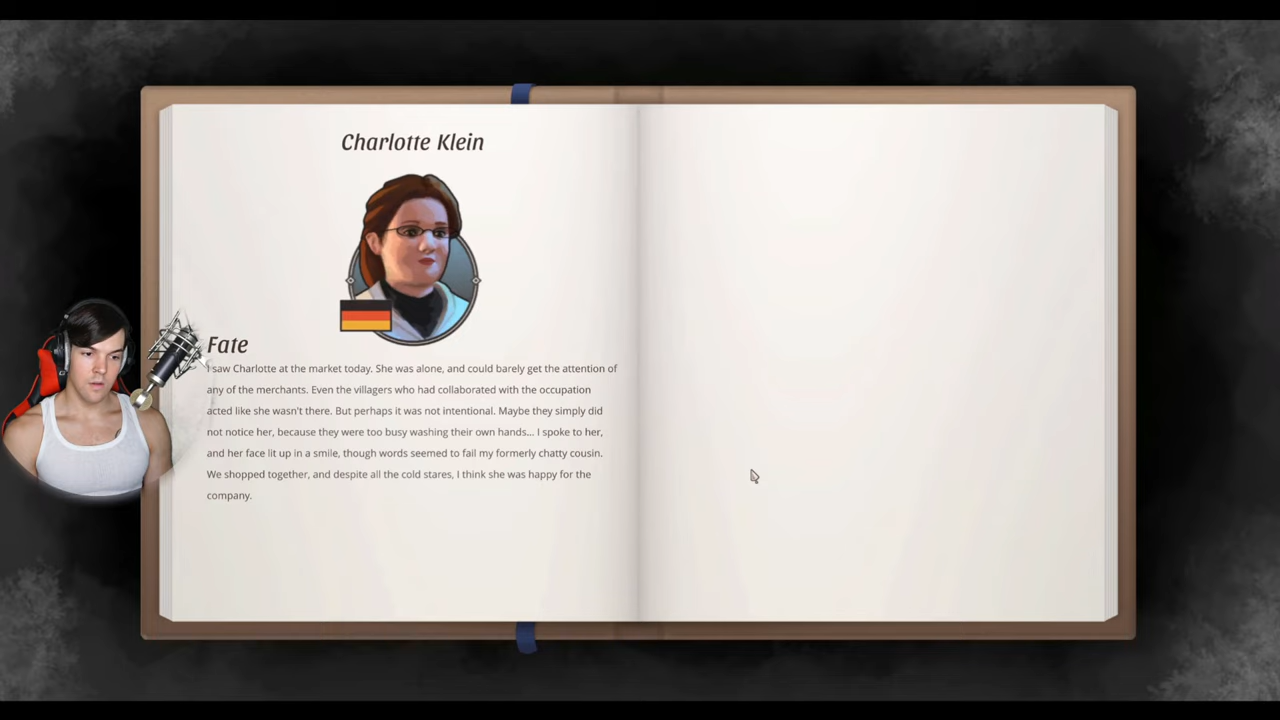 Charlotte Klein
Fate
I saw Charlotte at the market today. She was alone, and could barely get the attention of
any of the merchants. Even the villagers who had collaborated with the occupation
acted like she wasn't there. But perhaps it was not intentional. Maybe they simply did
not notice her, because they were too busy washing their own hands... I spoke to her,
and her face lit up in a smile, though words seemed to fail my formerly chatty cousin.
We shopped together, and despite all the cold stares, I think she was happy for the
company.